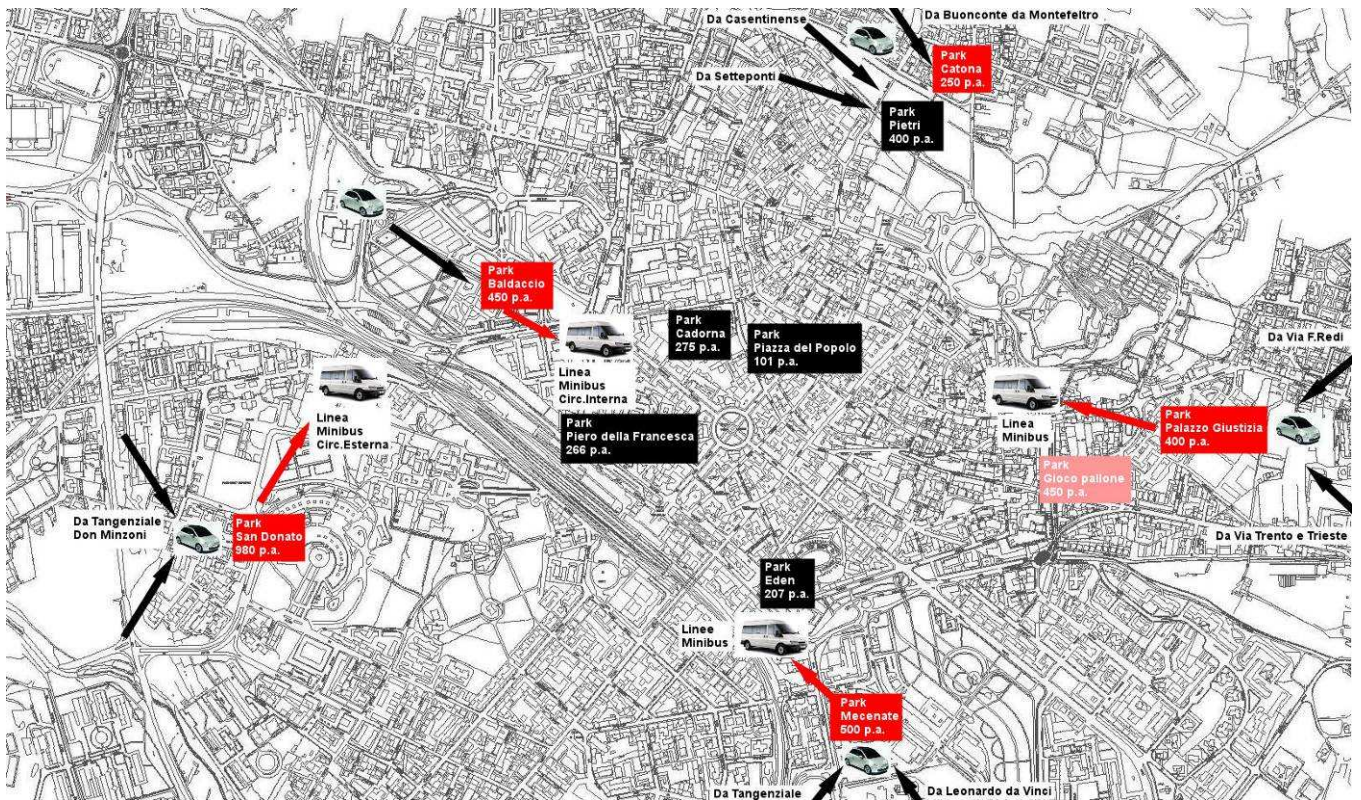 Da Casentinense
Da Buonconte da Montefeltro
Park
Catona
250 p.a.
Da Setteponti
Park
Pietri
400 p.a.
Park
Baldaccio
450 p.a.
Park
Cadorna
275 p.a.
Park
Piazza del Popolo
101 p.a.
Da Via F.Redi
Linea
Minibus
Circ.Interna
Linea
Minibus
Circ.Esterna
Park
Piero della Francesca
266 p.a.
Linea
Minibus
Park
Palazzo Giustizia
400 p.a.
Park
Gioco pallone
450 p.a.
Da Tangenziale
Don Minzoni
Park
San Donato
980 p.a.
Da Via Trento e Trieste
Park
Eden
207 p.a.
Linee
Minibus
Park
Mecenate
500 p.a.
Da Tangenziale
Da Leonardo da Vinci